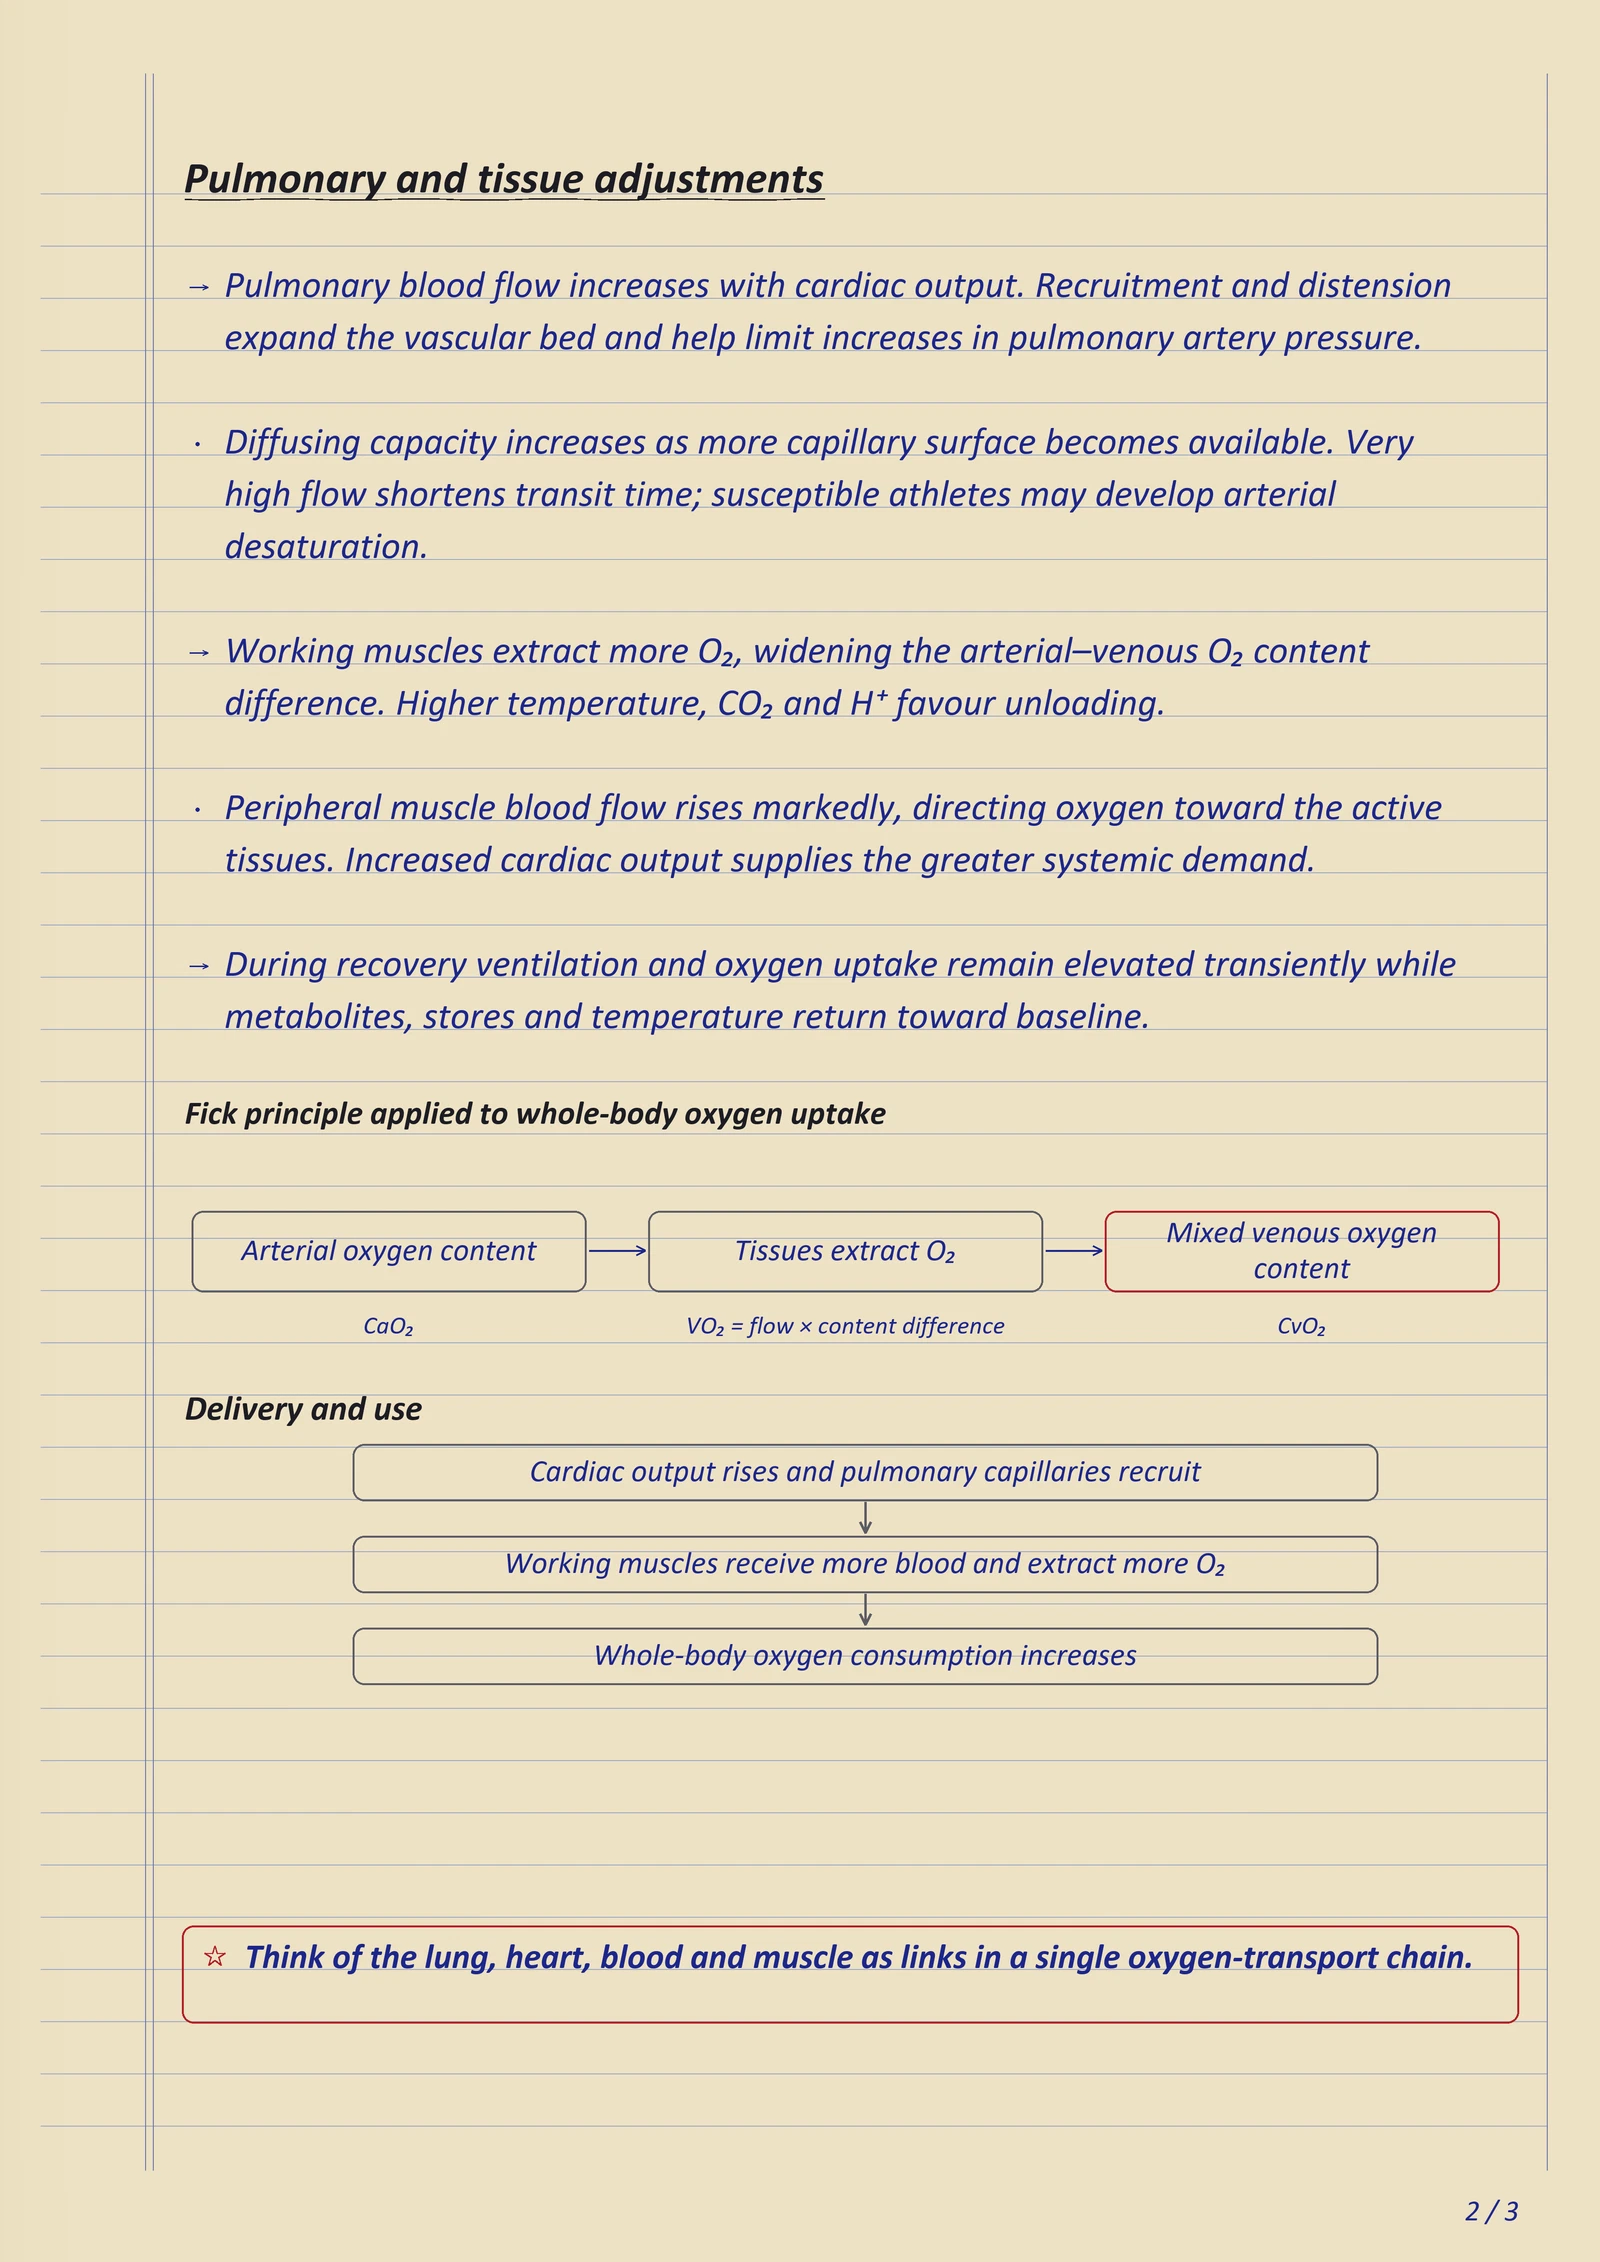 Pulmonary and tissue adjustments
→ Pulmonary blood flow increases with cardiac output. Recruitment and distension
expand the vascular bed and help limit increases in pulmonary artery pressure.
· Diffusing capacity increases as more capillary surface becomes available. Very
high flow shortens transit time; susceptible athletes may develop arterial
desaturation.
→ Working muscles extract more O₂, widening the arterial–venous O₂ content
difference. Higher temperature, CO₂ and H⁺ favour unloading.
· Peripheral muscle blood flow rises markedly, directing oxygen toward the active
tissues. Increased cardiac output supplies the greater systemic demand.
→ During recovery ventilation and oxygen uptake remain elevated transiently while
metabolites, stores and temperature return toward baseline.
Fick principle applied to whole-body oxygen uptake
Arterial oxygen content
CaO₂
Tissues extract O₂
VO₂ = flow × content difference
Mixed venous oxygen
content
CvO₂
Delivery and use
Cardiac output rises and pulmonary capillaries recruit
Working muscles receive more blood and extract more O₂
Whole-body oxygen consumption increases
☆ Think of the lung, heart, blood and muscle as links in a single oxygen-transport chain.
2 / 3